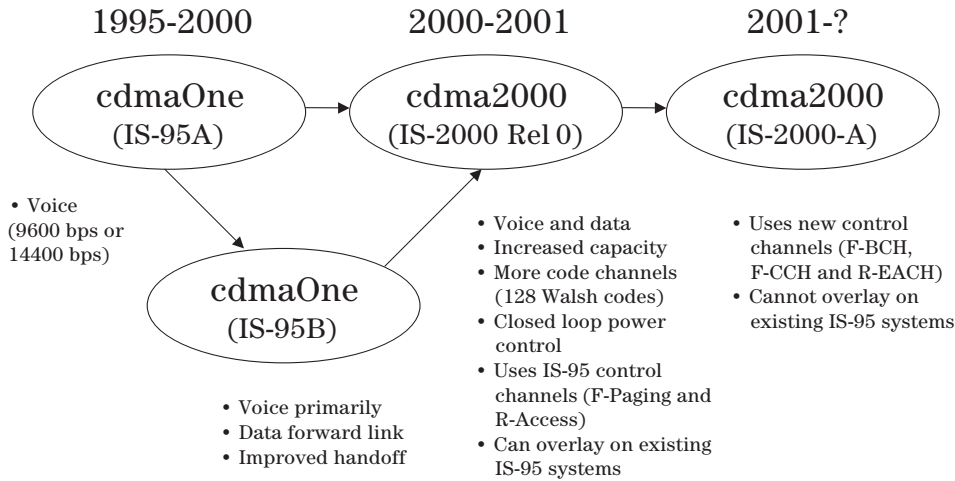 1995-2000
2000-2001
2001-?
cdmaOne
(IS-95A)
cdma2000
(IS-2000 Rel 0)
cdma2000
(IS-2000-A)
• Voice
(9600 bps or
14400 bps)
cdmaOne
(IS-95B)
• Voice primarily
• Data forward link
• Improved handoff
• Voice and data
• Increased capacity
• More code channels
(128 Walsh codes)
• Closed loop power
control
• Uses IS-95 control
channels (F-Paging and
R-Access)
• Can overlay on existing
IS-95 systems
• Uses new control
channels (F-BCH,
F-CCH and R-EACH)
• Cannot overlay on
existing IS-95 systems